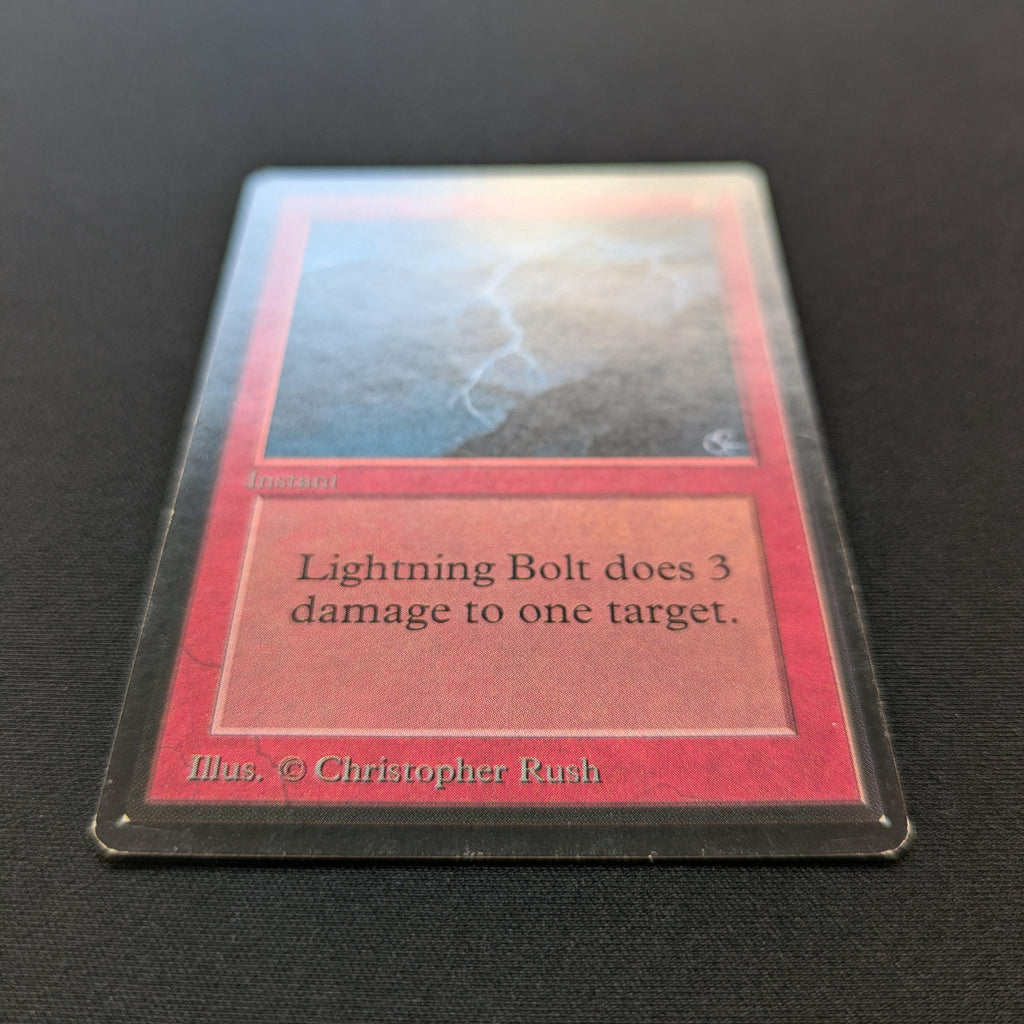 Instant
Lightning Bolt does 3
damage to one target.
Illus. © Christopher Rush